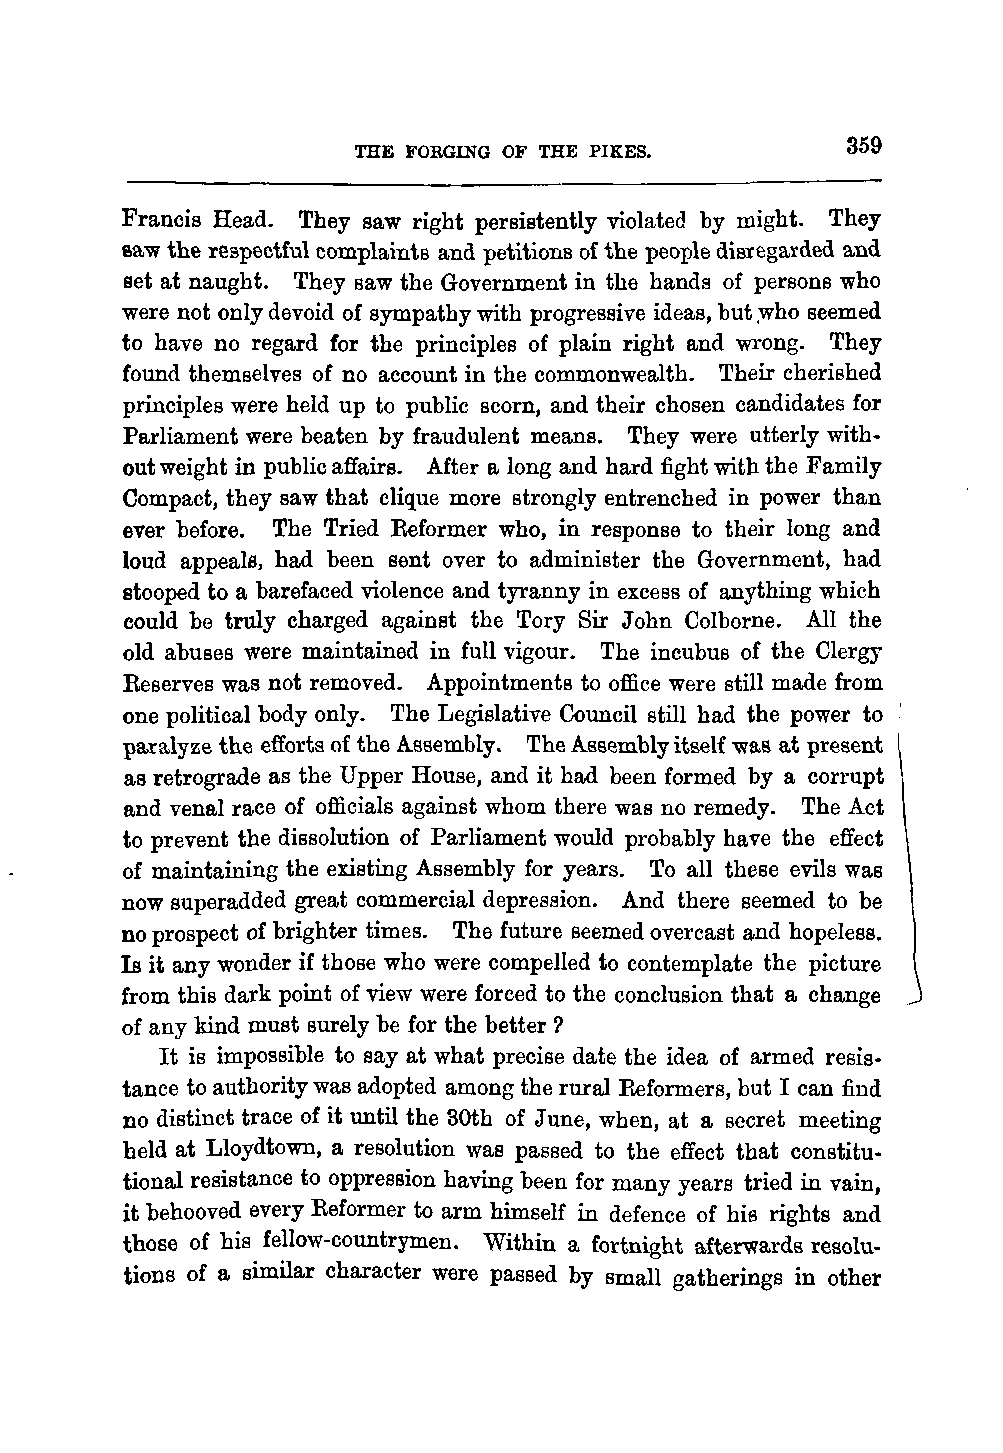 THE FORGING OF THE PIKES. 359
Francis Head. They saw right persistently violated by might. They
saw the respectful complaints and petitions of the people disregarded and
set at naught. They saw the Government in the hands of persons who
were not only devoid of sympathy with progressive ideas, but who seemed
to have no regard for the principles of plain right and wrong. They
found themselves of no account in the commonwealth. Their cherished
principles were held up to public scorn, and their chosen candidates for
Parliament were beaten by fraudulent means. They were utterly with-
out weight in public affairs. After a long and hard fight with the Family
Compact, they saw that clique more strongly entrenched in power than
ever before. The Tried Reformer who, in response to their long and
loud appeals, had been sent over to administer the Government, had
stooped to a barefaced violence and tyranny in excess of anything which
could be truly charged against the Tory Sir John Colborne. All the
old abuses were maintained in full vigour. The incubus of the Clergy
Reserves was not removed. Appointments to office were still made from
one political body only. The Legislative Council still had the power to
paralyze the efforts of the Assembly. The Assembly itself was at present
as retrograde as the Upper House, and it had been formed by a corrupt
and venal race of officials against whom there was no remedy. The Act
to prevent the dissolution of Parliament would probably have the effect
of maintaining the existing Assembly for years. To all these evils was
now superadded great commercial depression. And there seemed to be
no prospect of brighter times. The future seemed overcast and hopeless.
Is it any wonder if those who were compelled to contemplate the picture
from this dark point of view were forced to the conclusion that a change
of any kind must surely be for the better ?
It is impossible to say at what precise date the idea of armed resis-
tance to authority was adopted among the rural Reformers, but I can find
no distinct trace of it until the 30th of June, when, at a secret meeting
held at Lloydtown, a resolution was passed to the effect that constitu-
tional resistance to oppression having been for many years tried in vain,
it behooved every Reformer to arm himself in defence of his rights and
those of his fellow-countrymen. Within a fortnight afterwards resolu-
tions of a similar character were passed by small gatherings in other